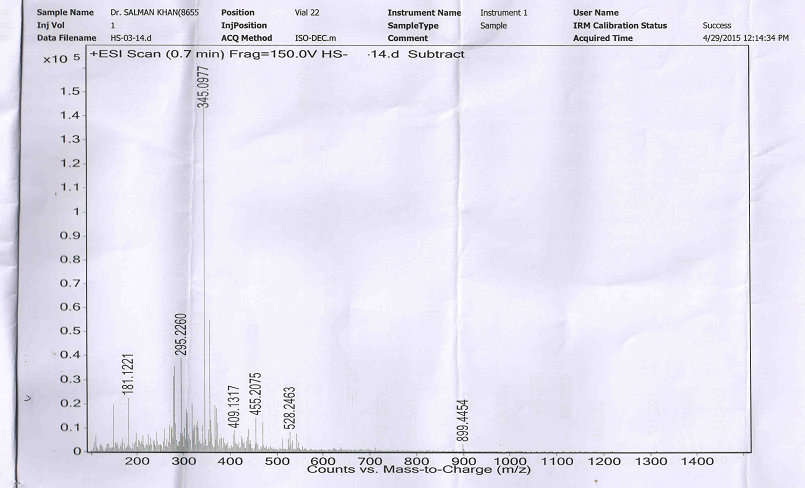 Sample Name Dr. SALMAN KHAN(8655 Position Vial 22 Instrument Name Instrument 1 User Name
Inj Vol 1 InjPosition SampleType Sample IRM Calibration Status Success
Data Filename HS-03-14.d ACQ Method ISO-DEC.m Comment Acquired Time 4/29/2015 12:14:34 PM
x10 5 +ESI Scan (0.7 min) Frag=150.0V HS- -14.d Subtract
345.0977
1.5
1.4
1.3
1.2
1.1
1
0.9
0.8
0.7
0.6
0.5
0.4 295.2260
0.3 181.1221
0.2 409.1317 455.2075 528.2463 899.4454
0.1
0
200 300 400 500 600 700 800 900 1000 1100 1200 1300 1400
Counts vs. Mass-to-Charge (m/z)